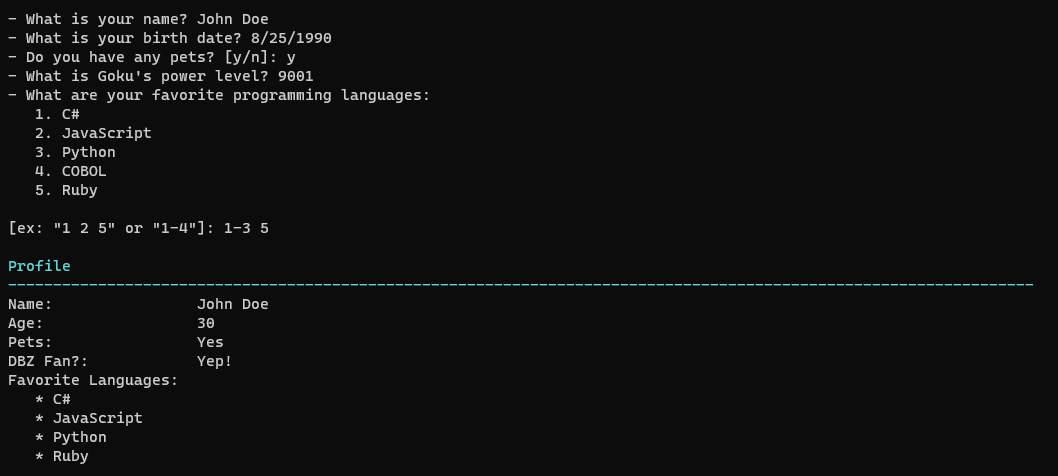 - What is your name? John Doe
- What is your birth date? 8/25/1990
- Do you have any pets? [y/n]: y
- What is Goku's power level? 9001
- What are your favorite programming languages:
   1. C#
   2. JavaScript
   3. Python
   4. COBOL
   5. Ruby

[ex: "1 2 5" or "1-4"]: 1-3 5

Profile
------------------------------------------------------------------------------------------------------------------
Name:                John Doe
Age:                 30
Pets:                Yes
DBZ Fan?:            Yep!
Favorite Languages:
   * C#
   * JavaScript
   * Python
   * Ruby